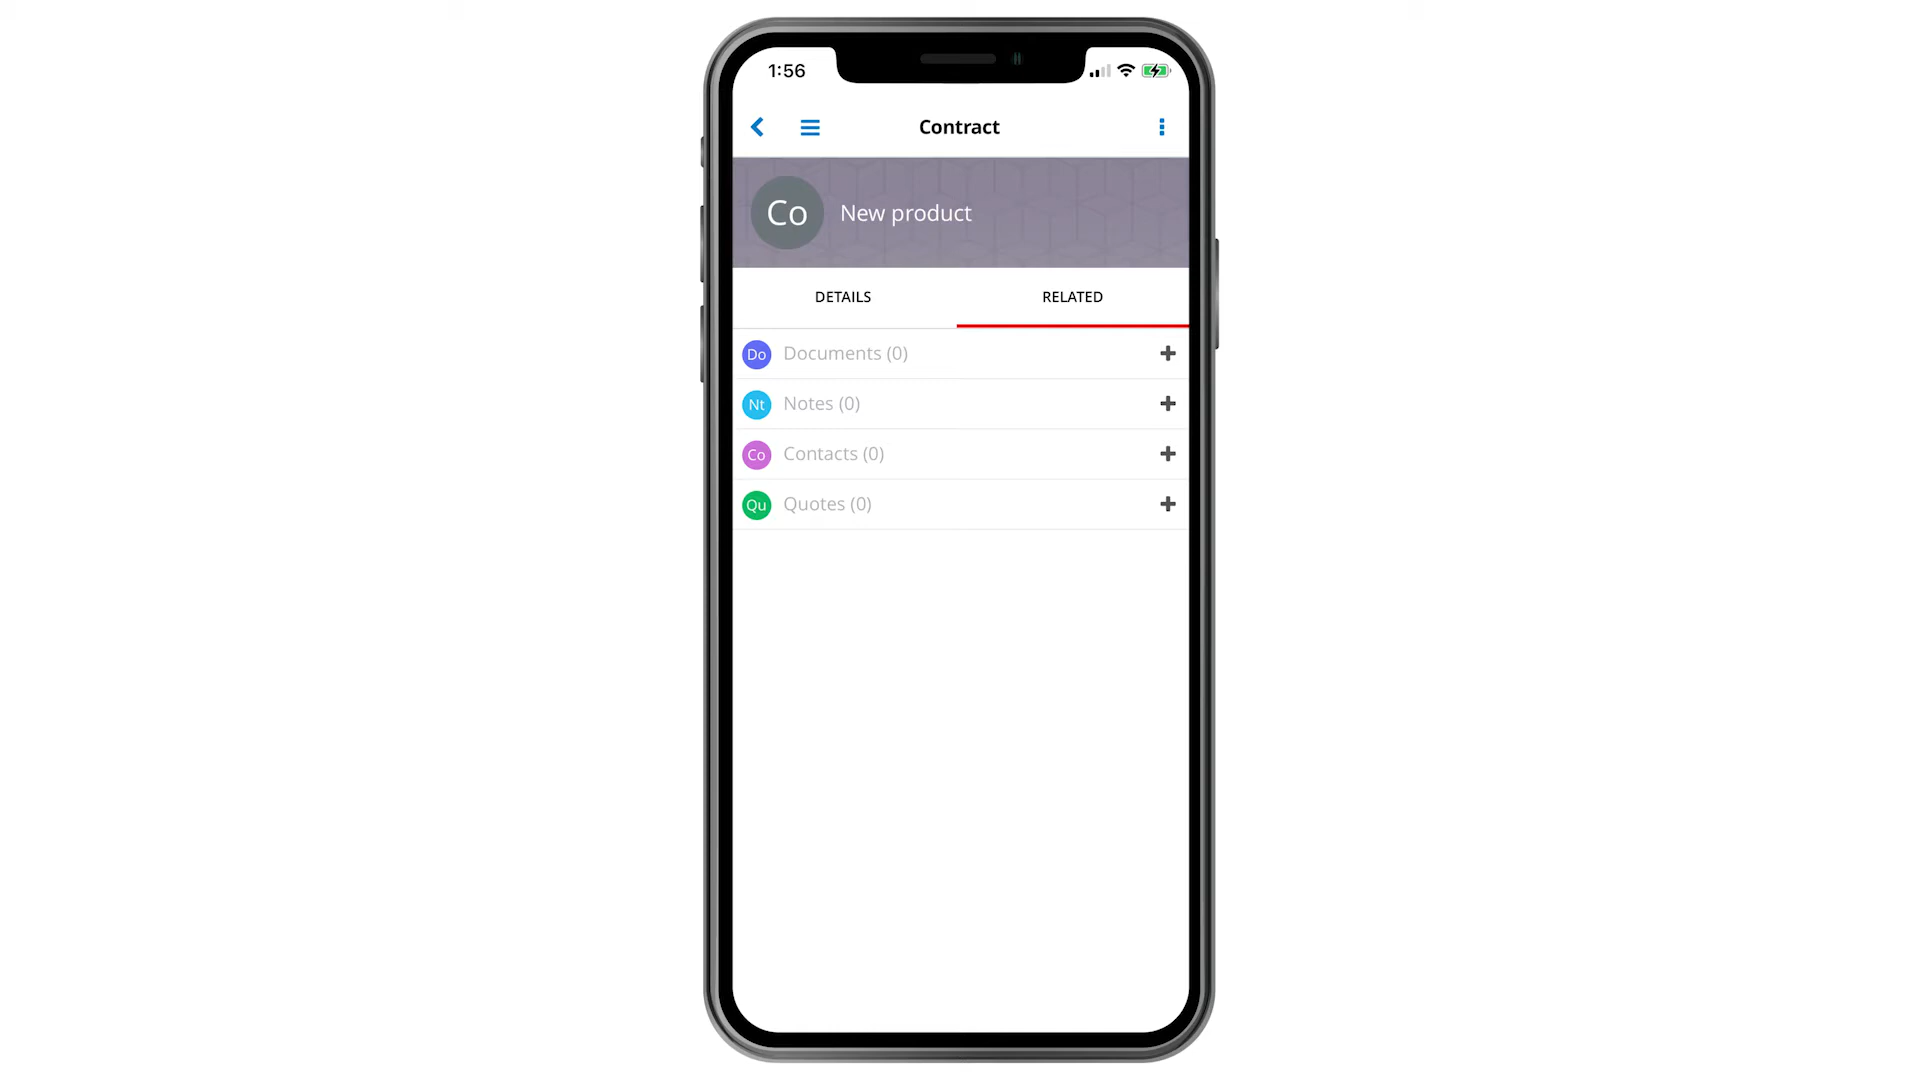 1:56
Contract
Co New product
DETAILS RELATED
Do Documents (0)
Nt Notes (0)
Co Contacts (0)
Qu Quotes (0)